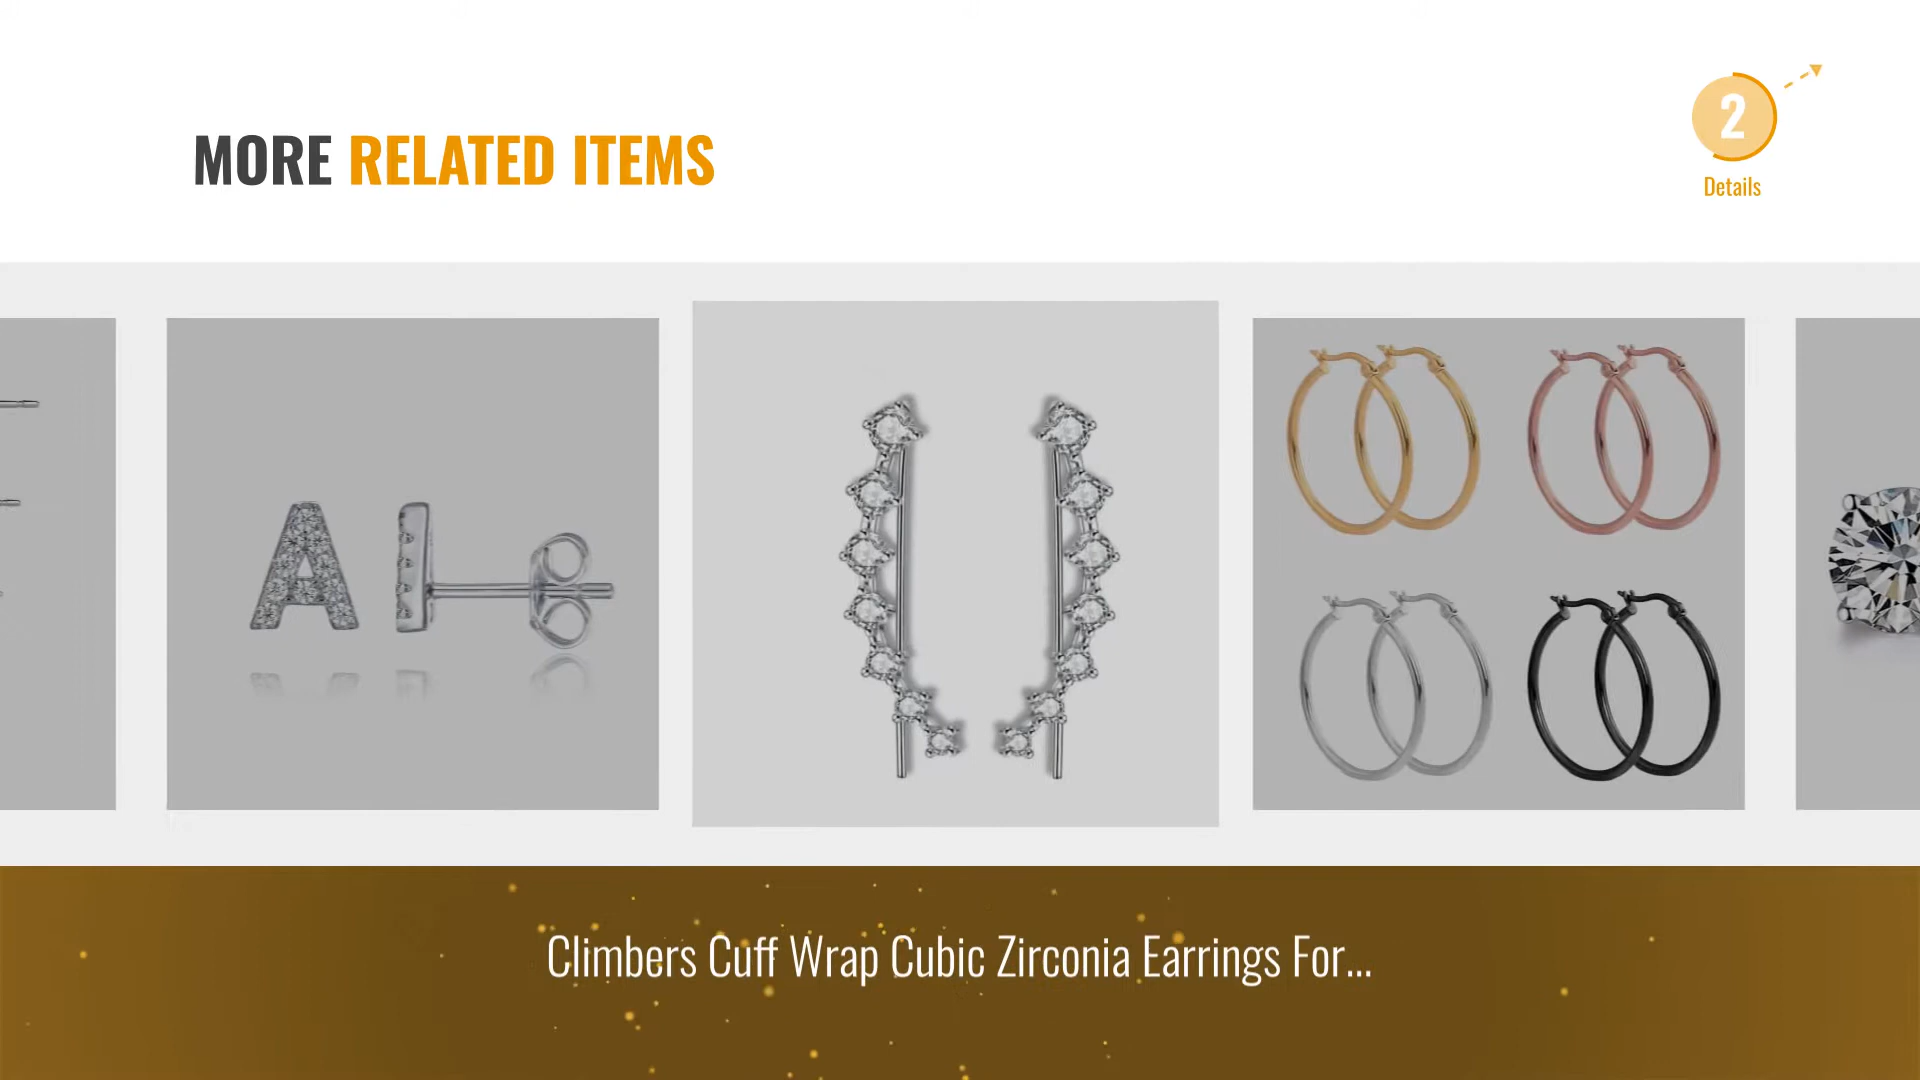 MORE RELATED ITEMS
2
Details
Climbers Cuff Wrap Cubic Zirconia Earrings For...